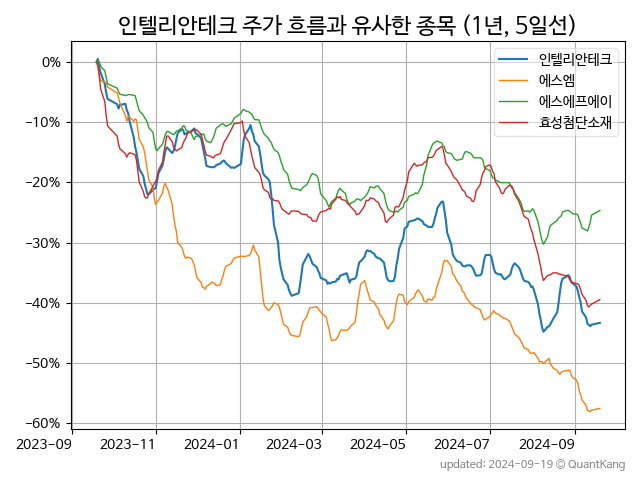 인텔리안테크 주가 흐름과 유사한 종목 (1년, 5일선)
인텔리안테크
에스엠
에스에프에이
효성첨단소재
0%
−10%
−20%
−30%
−40%
−50%
−60%
2023-09 2023-11 2024-01 2024-03 2024-05 2024-07 2024-09
updated: 2024-09-19 © QuantKang